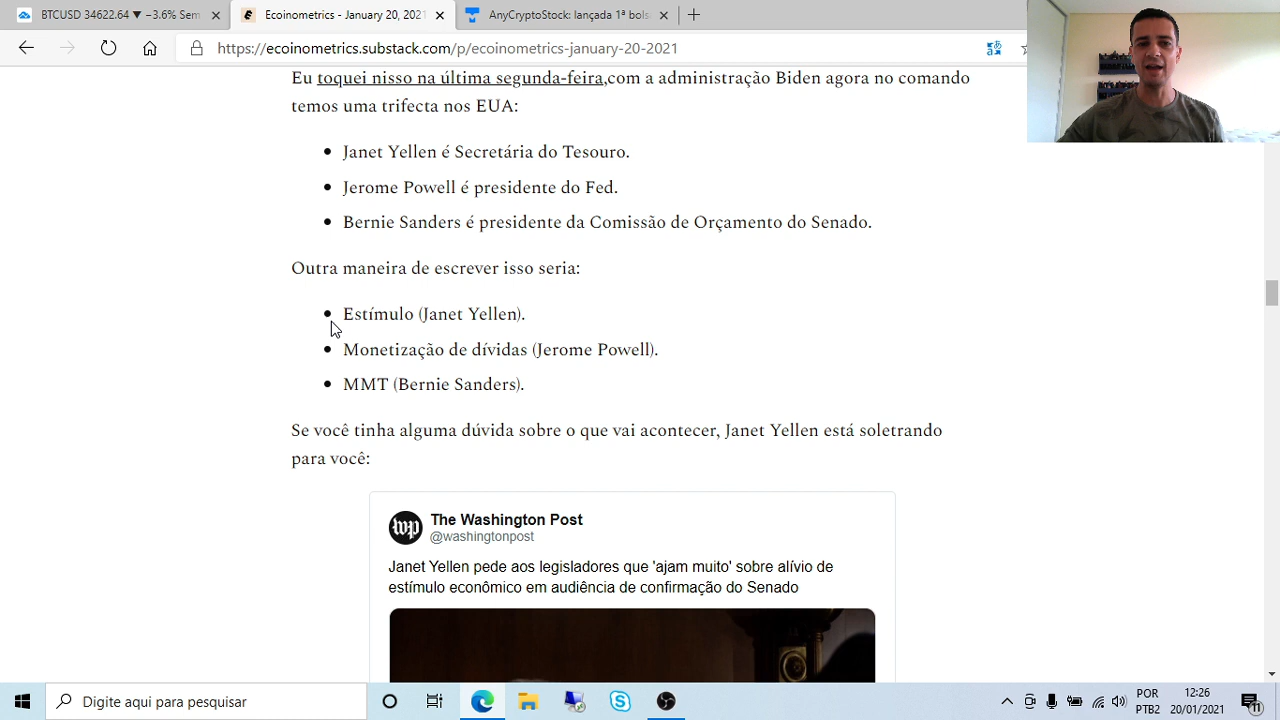 BTCUSD 34622.64 ▼ −3.6% Sem
Ecoinometrics - January 20, 2021
AnyCryptoStock: lançada 1ª bols
https://ecoinometrics.substack.com/p/ecoinometrics-january-20-2021
Eu toquei nisso na última segunda-feira,com a administração Biden agora no comando
temos uma trifecta nos EUA:
• Janet Yellen é Secretária do Tesouro.
• Jerome Powell é presidente do Fed.
• Bernie Sanders é presidente da Comissão de Orçamento do Senado.
Outra maneira de escrever isso seria:
• Estímulo (Janet Yellen).
• Monetização de dívidas (Jerome Powell).
• MMT (Bernie Sanders).
Se você tinha alguma dúvida sobre o que vai acontecer, Janet Yellen está soletrando
para você:
wp
The Washington Post
@washingtonpost
Janet Yellen pede aos legisladores que 'ajam muito' sobre alívio de
estímulo econômico em audiência de confirmação do Senado
Digite aqui para pesquisar
POR
PTB2
12:26
20/01/2021
11